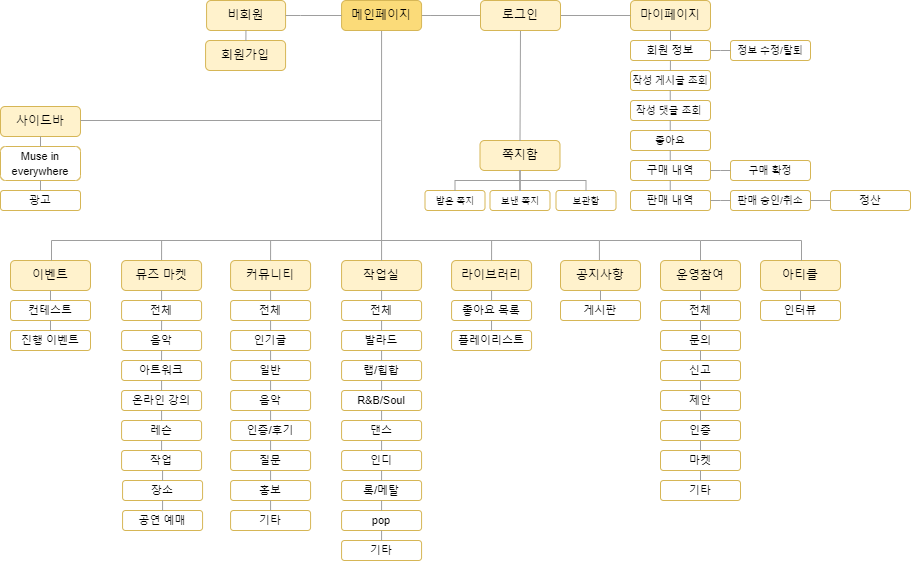 비회원
메인페이지
로그인
마이페이지
회원가입
회원 정보
정보 수정/탈퇴
작성 게시글 조회
작성 댓글 조회
좋아요
구매 내역
구매 확정
판매 내역
판매 승인/취소
정산
사이드바
Muse in
everywhere
광고
쪽지함
받은 쪽지
보낸 쪽지
보관함
이벤트
컨테스트
진행 이벤트
뮤즈 마켓
전체
음악
아트워크
온라인 강의
레슨
작업
장소
공연 예매
커뮤니티
전체
인기글
일반
음악
인증/후기
질문
홍보
기타
작업실
전체
발라드
랩/힙합
R&B/Soul
댄스
인디
록/메탈
pop
기타
라이브러리
좋아요 목록
플레이리스트
공지사항
게시판
운영참여
전체
문의
신고
제안
인증
마켓
기타
아티클
인터뷰